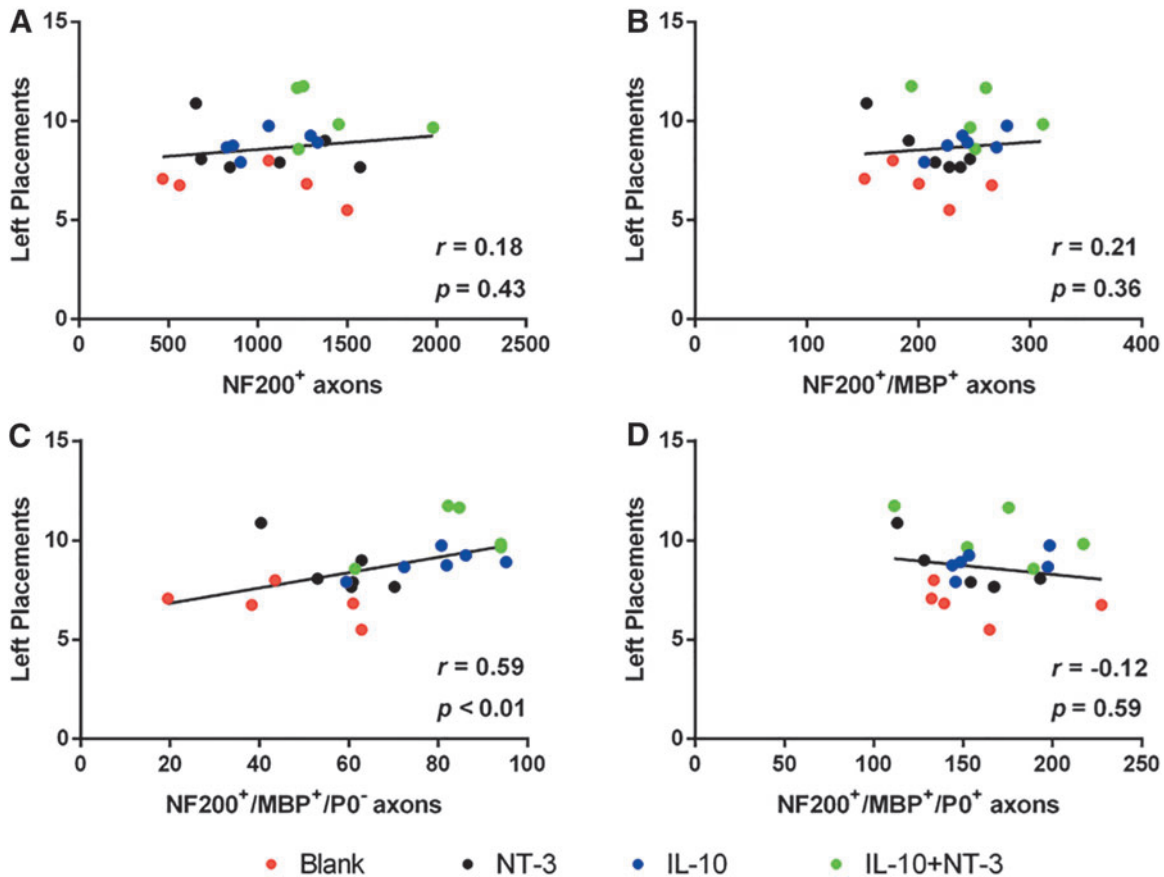 A
15
10
5
0
Left Placements
0
500
1000
1500
2000
2500
NF200⁺ axons
r = 0.18
p = 0.43
B
15
10
5
0
Left Placements
0
100
200
300
400
NF200⁺/MBP⁺ axons
r = 0.21
p = 0.36
C
15
10
5
0
Left Placements
0
20
40
60
80
100
NF200⁺/MBP⁺/P0⁻ axons
r = 0.59
p < 0.01
D
15
10
5
0
Left Placements
0
50
100
150
200
250
NF200⁺/MBP⁺/P0⁺ axons
r = -0.12
p = 0.59
Blank
NT-3
IL-10
IL-10+NT-3